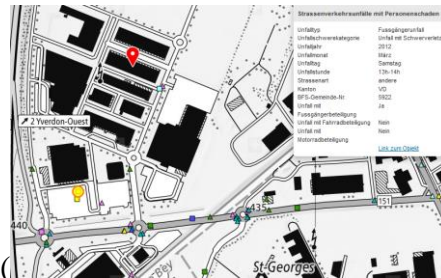 Strassenverkehrsunfälle mit Personenschaden
Unfalltyp Fussgängerunfall
Unfallschwerekategorie Unfall mit Schwerverletz
Unfalljahr 2012
Unfallmonat März
Unfalltag Samstag
Unfallstunde 13h-14h
Strassenart andere
Kanton VD
BFS-Gemeinde-Nr 5922
Unfall mit Ja
Fussgängerbeteiligung
Unfall mit Fahrradbeteiligung Nein
Unfall mit Nein
Motorradbeteiligung
Link zum Objekt
2 Yverdon-Ouest
440
435
151
Bey
St-Georges
(